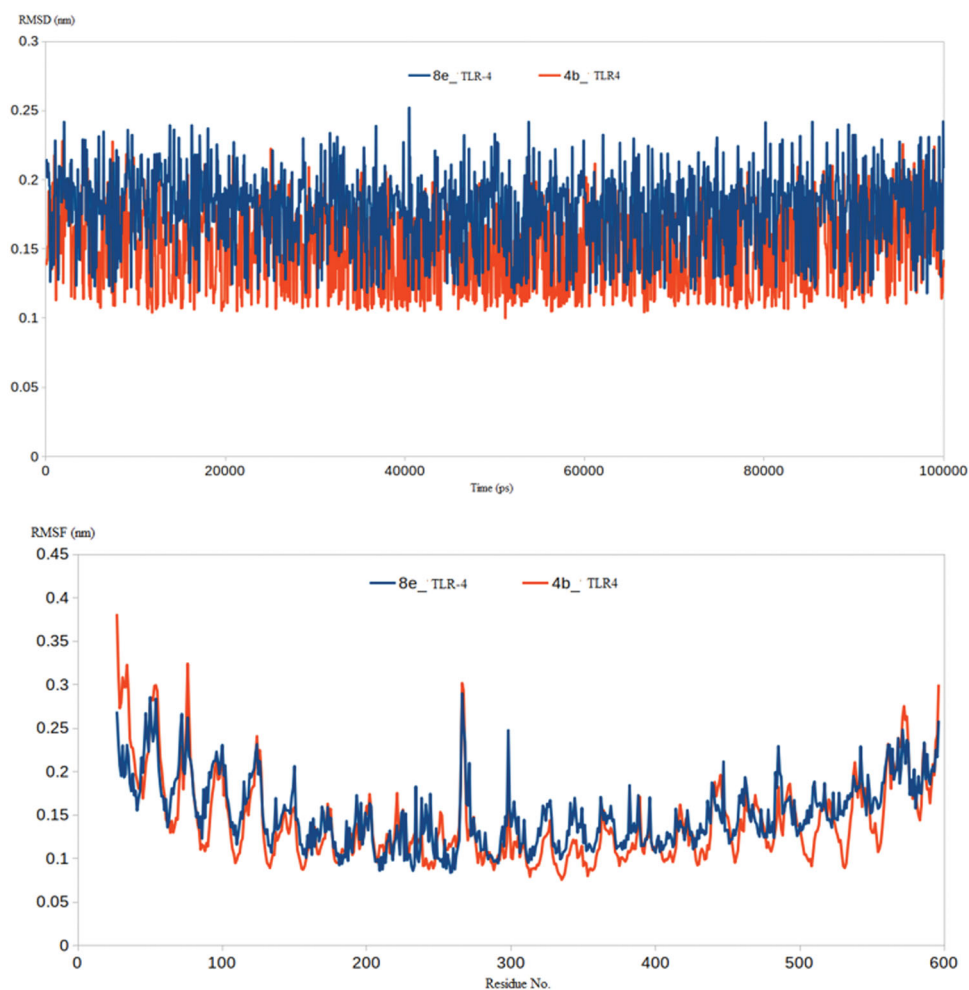 RMSD (nm)
0.3
8e_ TLR-4 4b_ TLR4
0.25
0.2
0.15
0.1
0.05
0
0 20000 40000 60000 80000 100000
Time (ps)
RMSF (nm)
0.45
8e_ TLR-4 4b_ TLR4
0.4
0.35
0.3
0.25
0.2
0.15
0.1
0.05
0
0 100 200 300 400 500 600
Residue No.